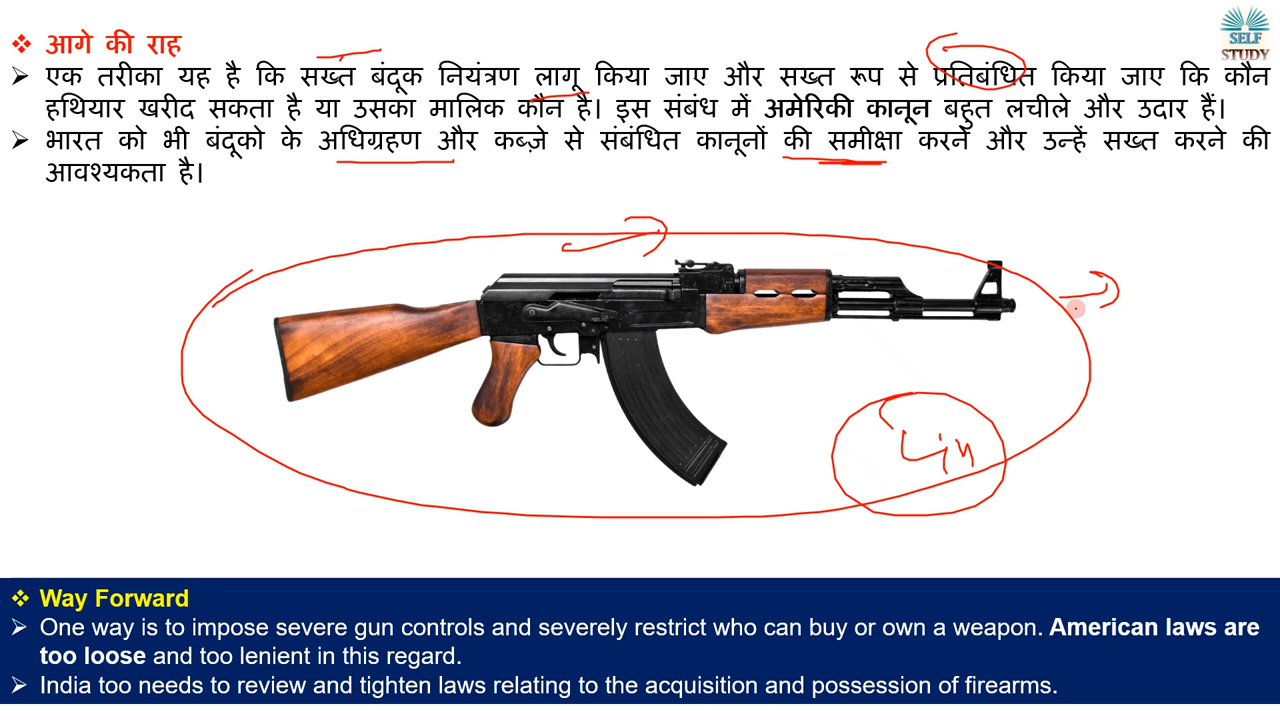 SELF
STUDY
❖ आगे की राह
➢ एक तरीका यह है कि सख्त बंदूक नियंत्रण लागू किया जाए और सख्त रूप से प्रतिबंधित किया जाए कि कौन
हथियार खरीद सकता है या उसका मालिक कौन है। इस संबंध में अमेरिकी कानून बहुत लचीले और उदार हैं।
➢ भारत को भी बंदूको के अधिग्रहण और कब्ज़े से संबंधित कानूनों की समीक्षा करने और उन्हें सख्त करने की
आवश्यकता है।
❖ Way Forward
➢ One way is to impose severe gun controls and severely restrict who can buy or own a weapon. American laws are
too loose and too lenient in this regard.
➢ India too needs to review and tighten laws relating to the acquisition and possession of firearms.